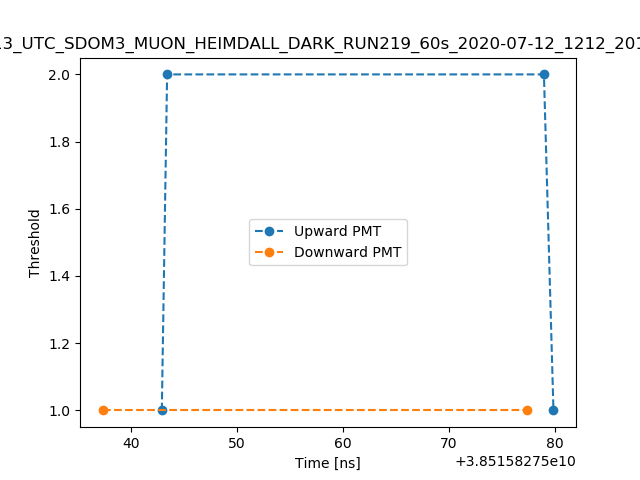 _UTC_SDOM3_MUON_HEIMDALL_DARK_RUN219_60s_2020-07-12_1212_201
2.0
1.8
1.6
1.4
1.2
1.0
Threshold
Upward PMT
Downward PMT
40 50 60 70 80
Time [ns]
+3.85158275e10